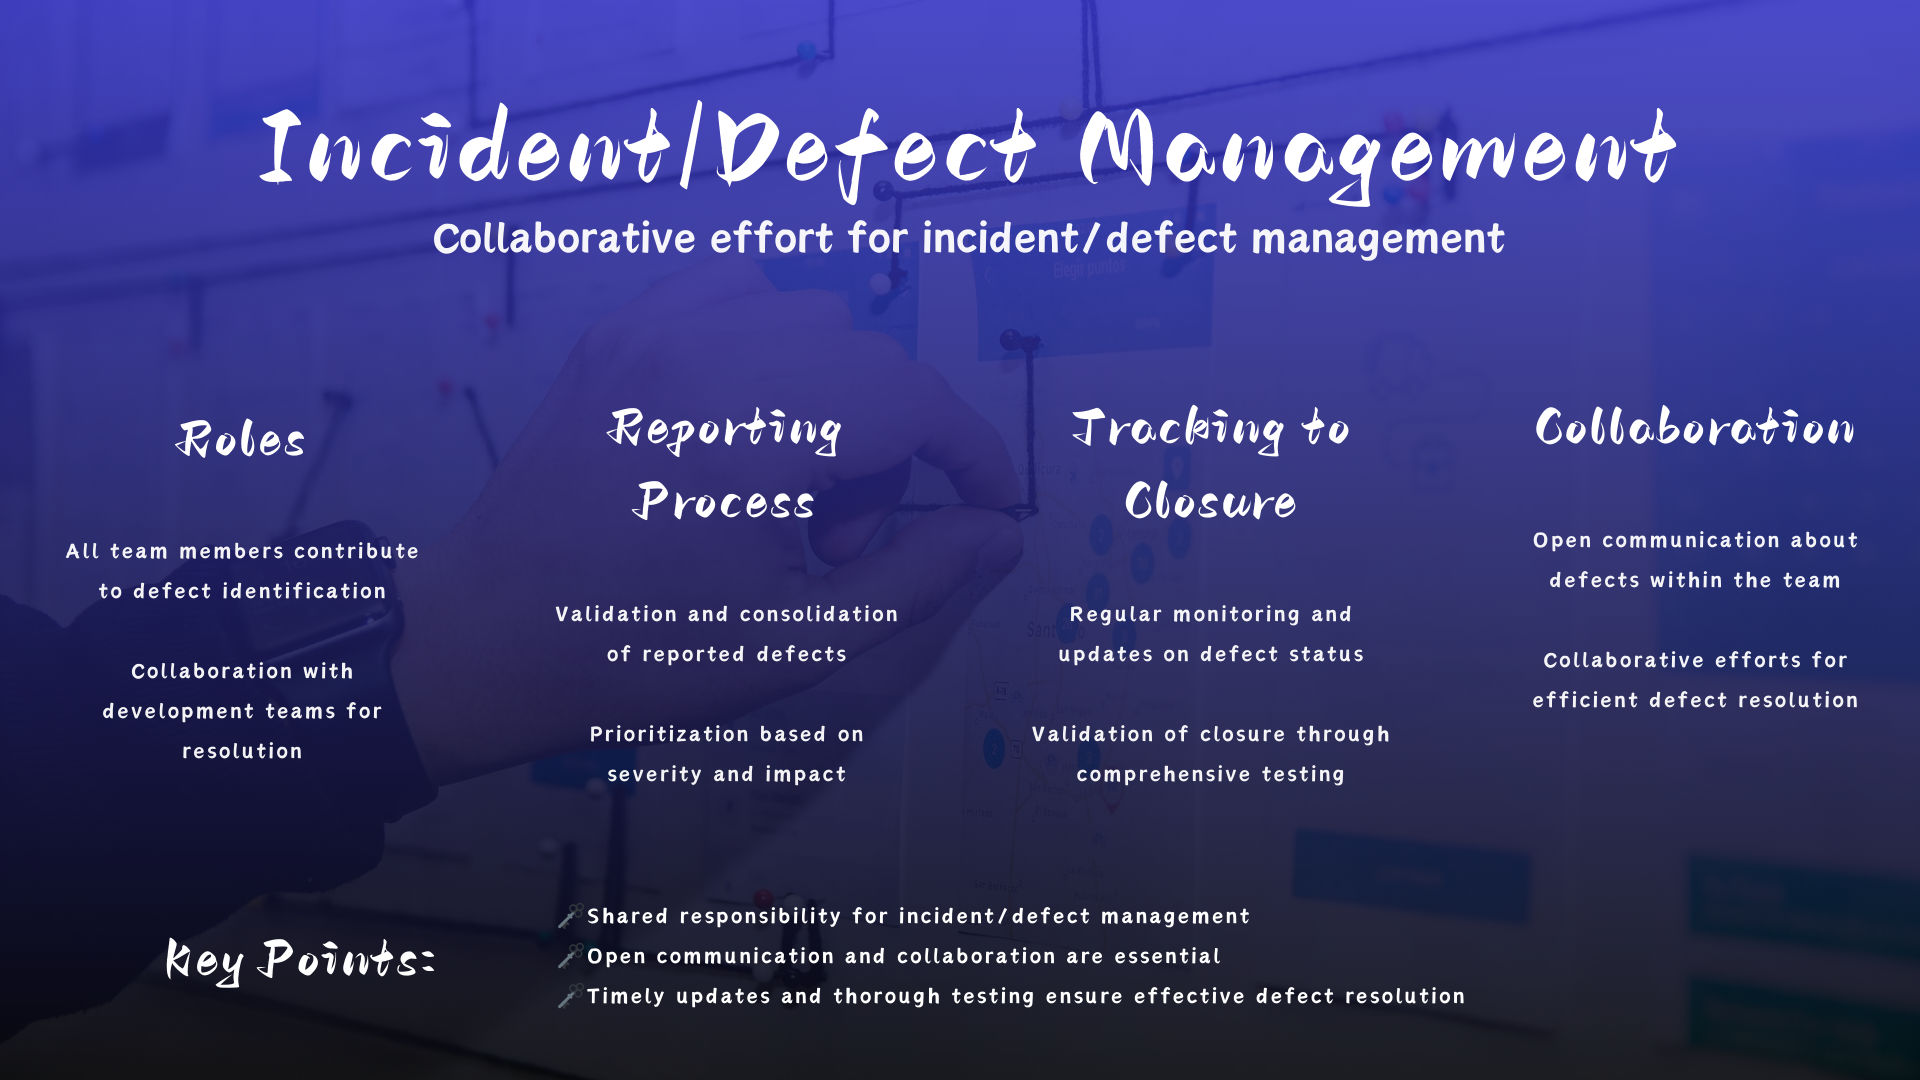 Incident/Defect Management
Collaborative effort for incident/defect management
Elegir punto
Roles
All team members contribute
to defect identification
Collaboration with
development teams for
resolution
Reporting
Process
Validation and consolidation
of reported defects
Prioritization based on
severity and impact
Tracking to
Closure
Regular monitoring and
updates on defect status
Validation of closure through
comprehensive testing
Collaboration
Open communication about
defects within the team
Collaborative efforts for
efficient defect resolution
Key Points:
Shared responsibility for incident/defect management
Open communication and collaboration are essential
Timely updates and thorough testing ensure effective defect resolution